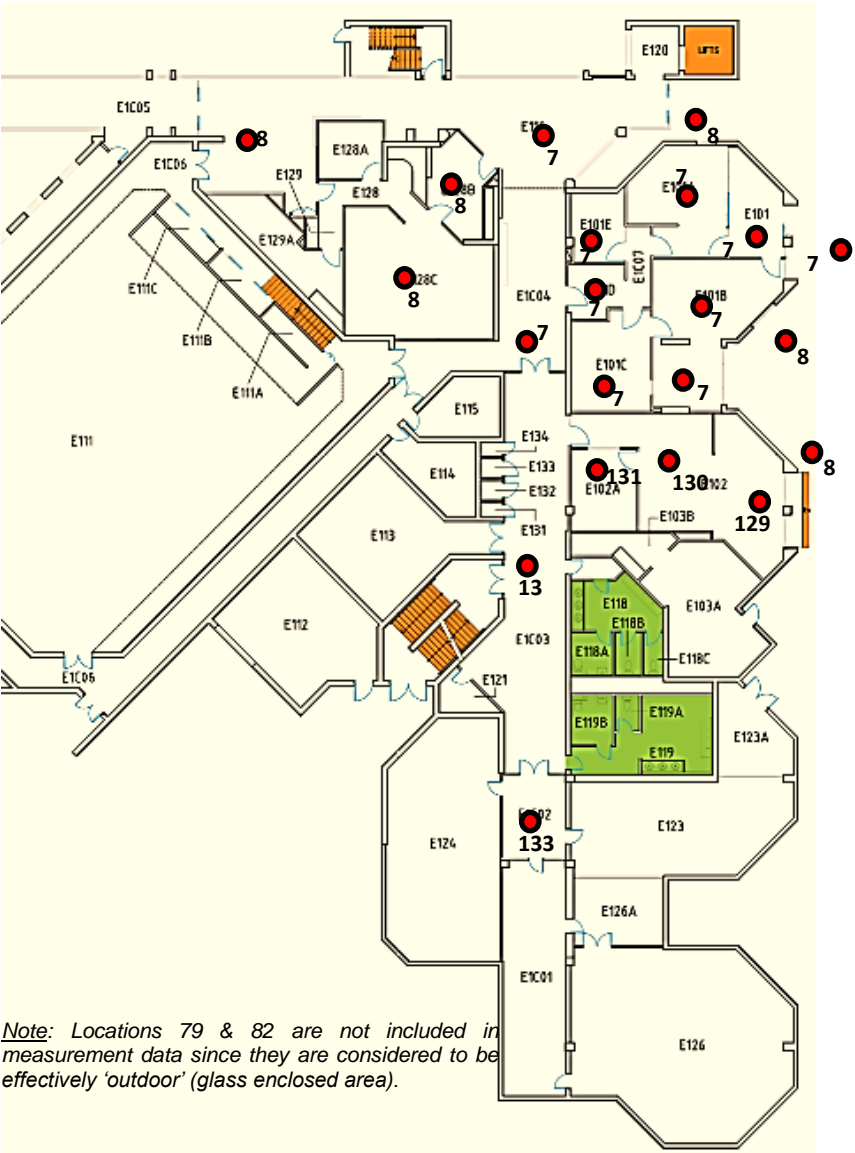 E120
LIFTS
E1C05
8
7
8
E128A
E1C06
E129
E128
8
7
E101
E101E
7
7
7
E129A
E1C07
E128C
8
7
E101B
7
E111C
E1C04
E111B
7
8
E101C
7
7
E111A
E115
E111
E134
E114
E133
131
130
E102
8
E132
E102A
E103B
129
E131
E113
13
E118
E103A
E112
E118B
E1C03
E118A
E118C
E1C06
E121
E119A
E119B
E123A
E119
133
E124
E123
E126A
E1C01
E126
Note: Locations 79 & 82 are not included in
measurement data since they are considered to be
effectively ‘outdoor’ (glass enclosed area).